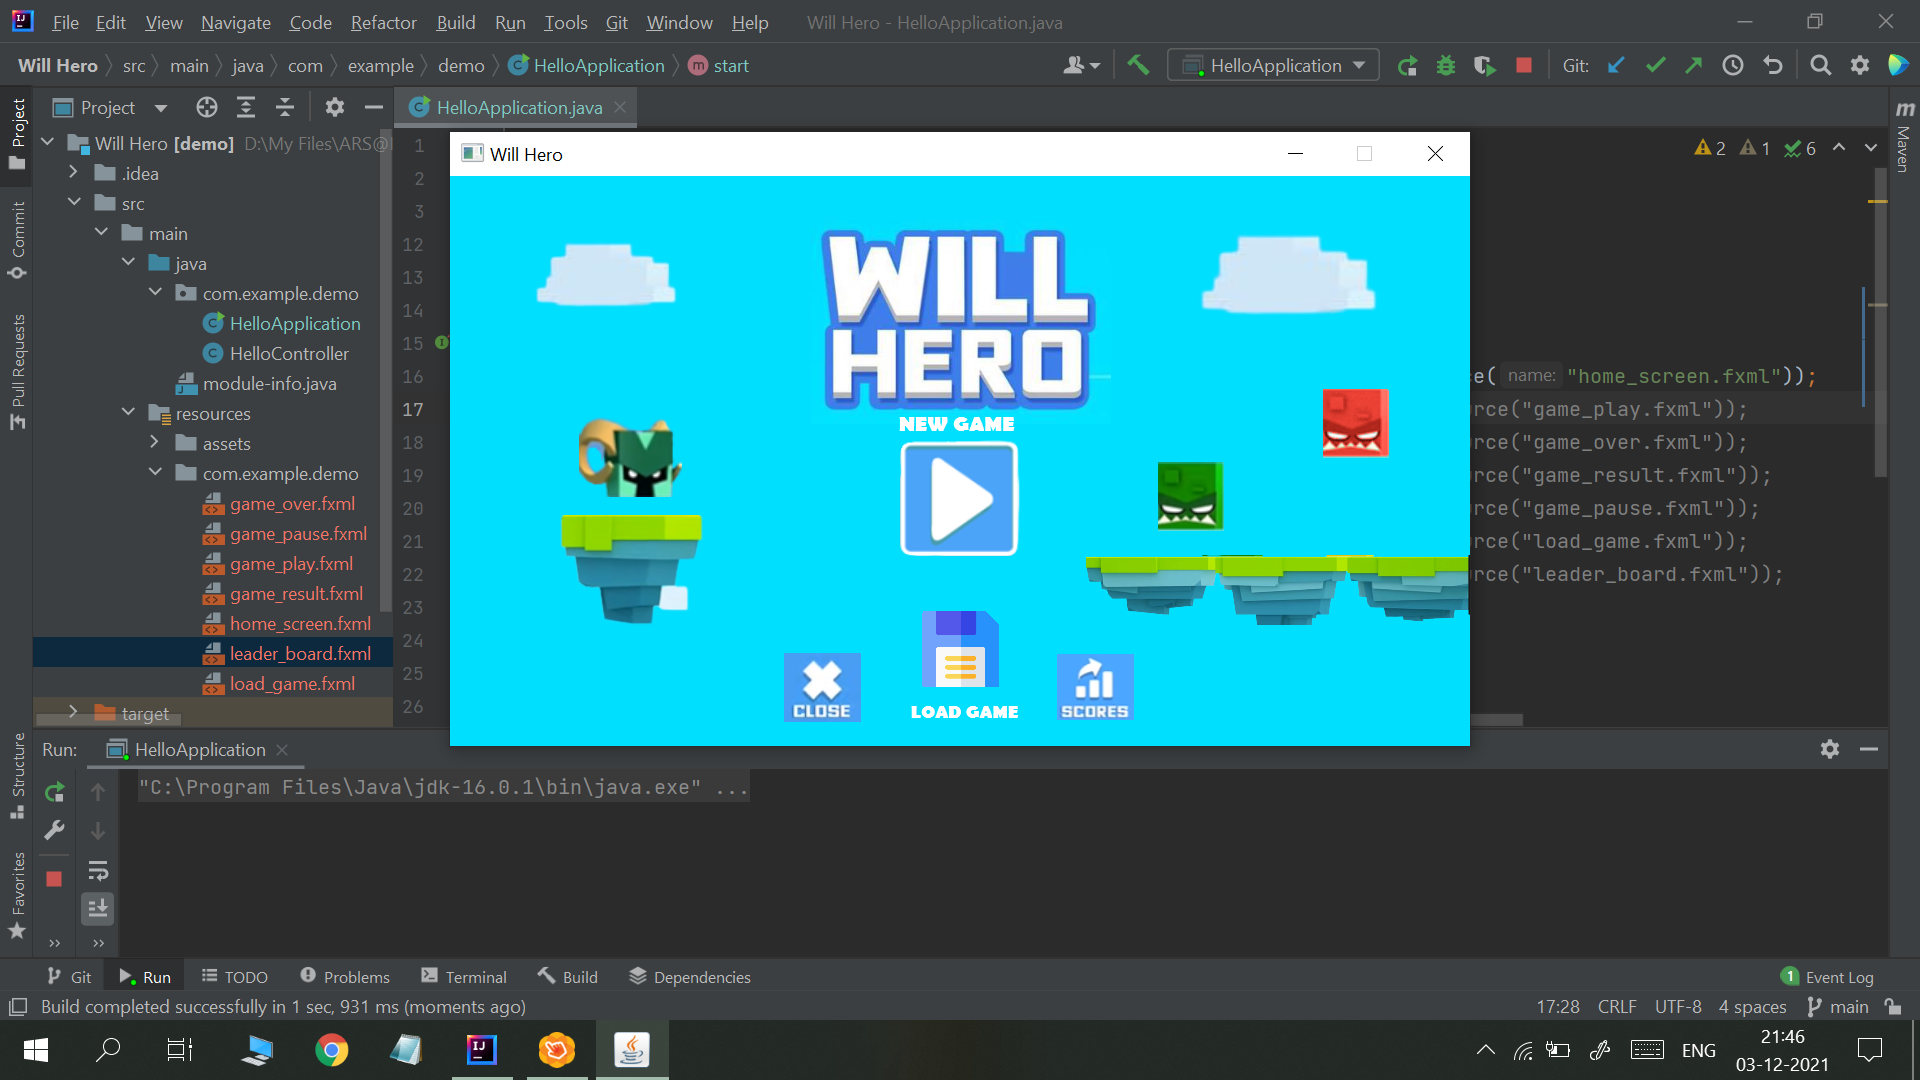 File Edit View Navigate Code Refactor Build Run Tools Git Window Help Will Hero - HelloApplication.java
Will Hero src main java com example demo HelloApplication m start HelloApplication Git:
Project HelloApplication.java
Will Hero [demo] D:\My Files\ARS@
.idea
src
main
java
com.example.demo
HelloApplication
HelloController
module-info.java
resources
assets
com.example.demo
game_over.fxml
game_pause.fxml
game_play.fxml
game_result.fxml
home_screen.fxml
leader_board.fxml
load_game.fxml
target
Project
Commit
Pull Requests
Structure
Favorites
m
Maven
1
2
3
12
13
14
15
16
17
18
19
20
21
22
23
24
25
26
2 1 6
ce( name: "home_screen.fxml"));
urce("game_play.fxml"));
urce("game_over.fxml"));
urce("game_result.fxml"));
urce("game_pause.fxml"));
urce("load_game.fxml"));
urce("leader_board.fxml"));
Will Hero
WILL
HERO
NEW GAME
CLOSE
LOAD GAME
SCORES
Run: HelloApplication
"C:\Program Files\Java\jdk-16.0.1\bin\java.exe" ...
Git Run TODO Problems Terminal Build Dependencies 1 Event Log
Build completed successfully in 1 sec, 931 ms (moments ago) 17:28 CRLF UTF-8 4 spaces main
ENG
21:46
03-12-2021